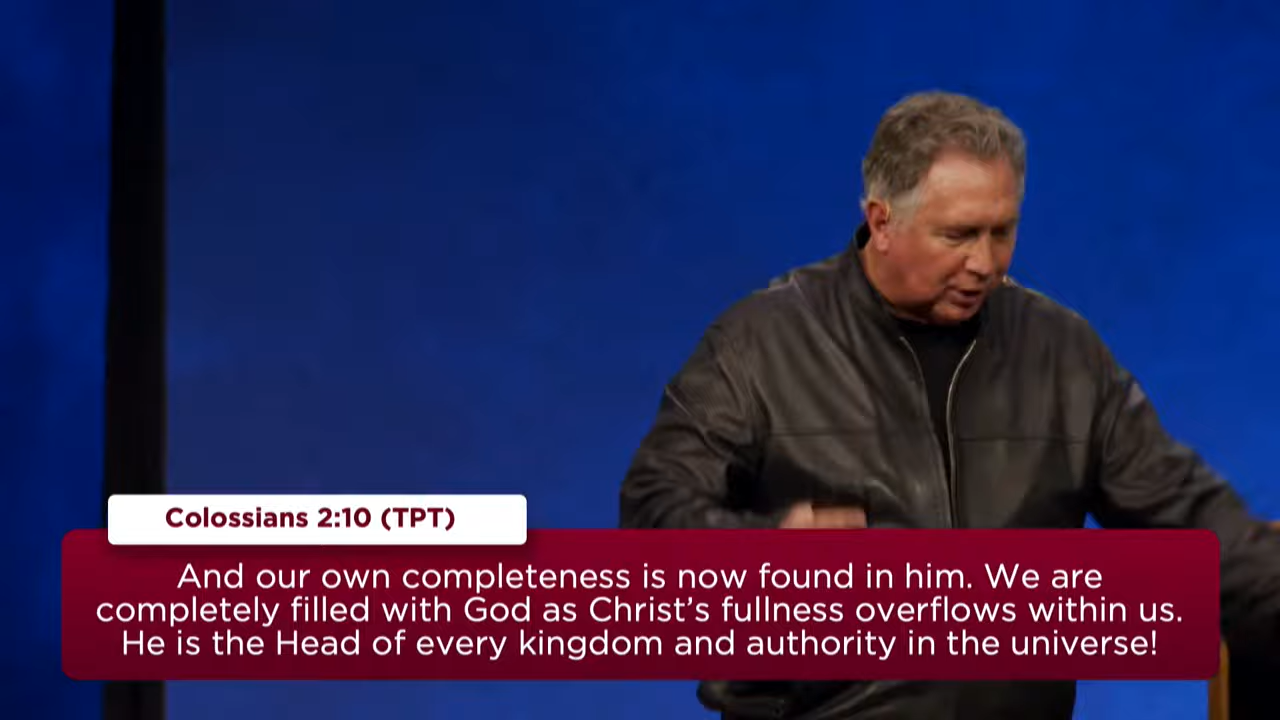 Colossians 2:10 (TPT)
And our own completeness is now found in him. We are
completely filled with God as Christ’s fullness overflows within us.
He is the Head of every kingdom and authority in the universe!